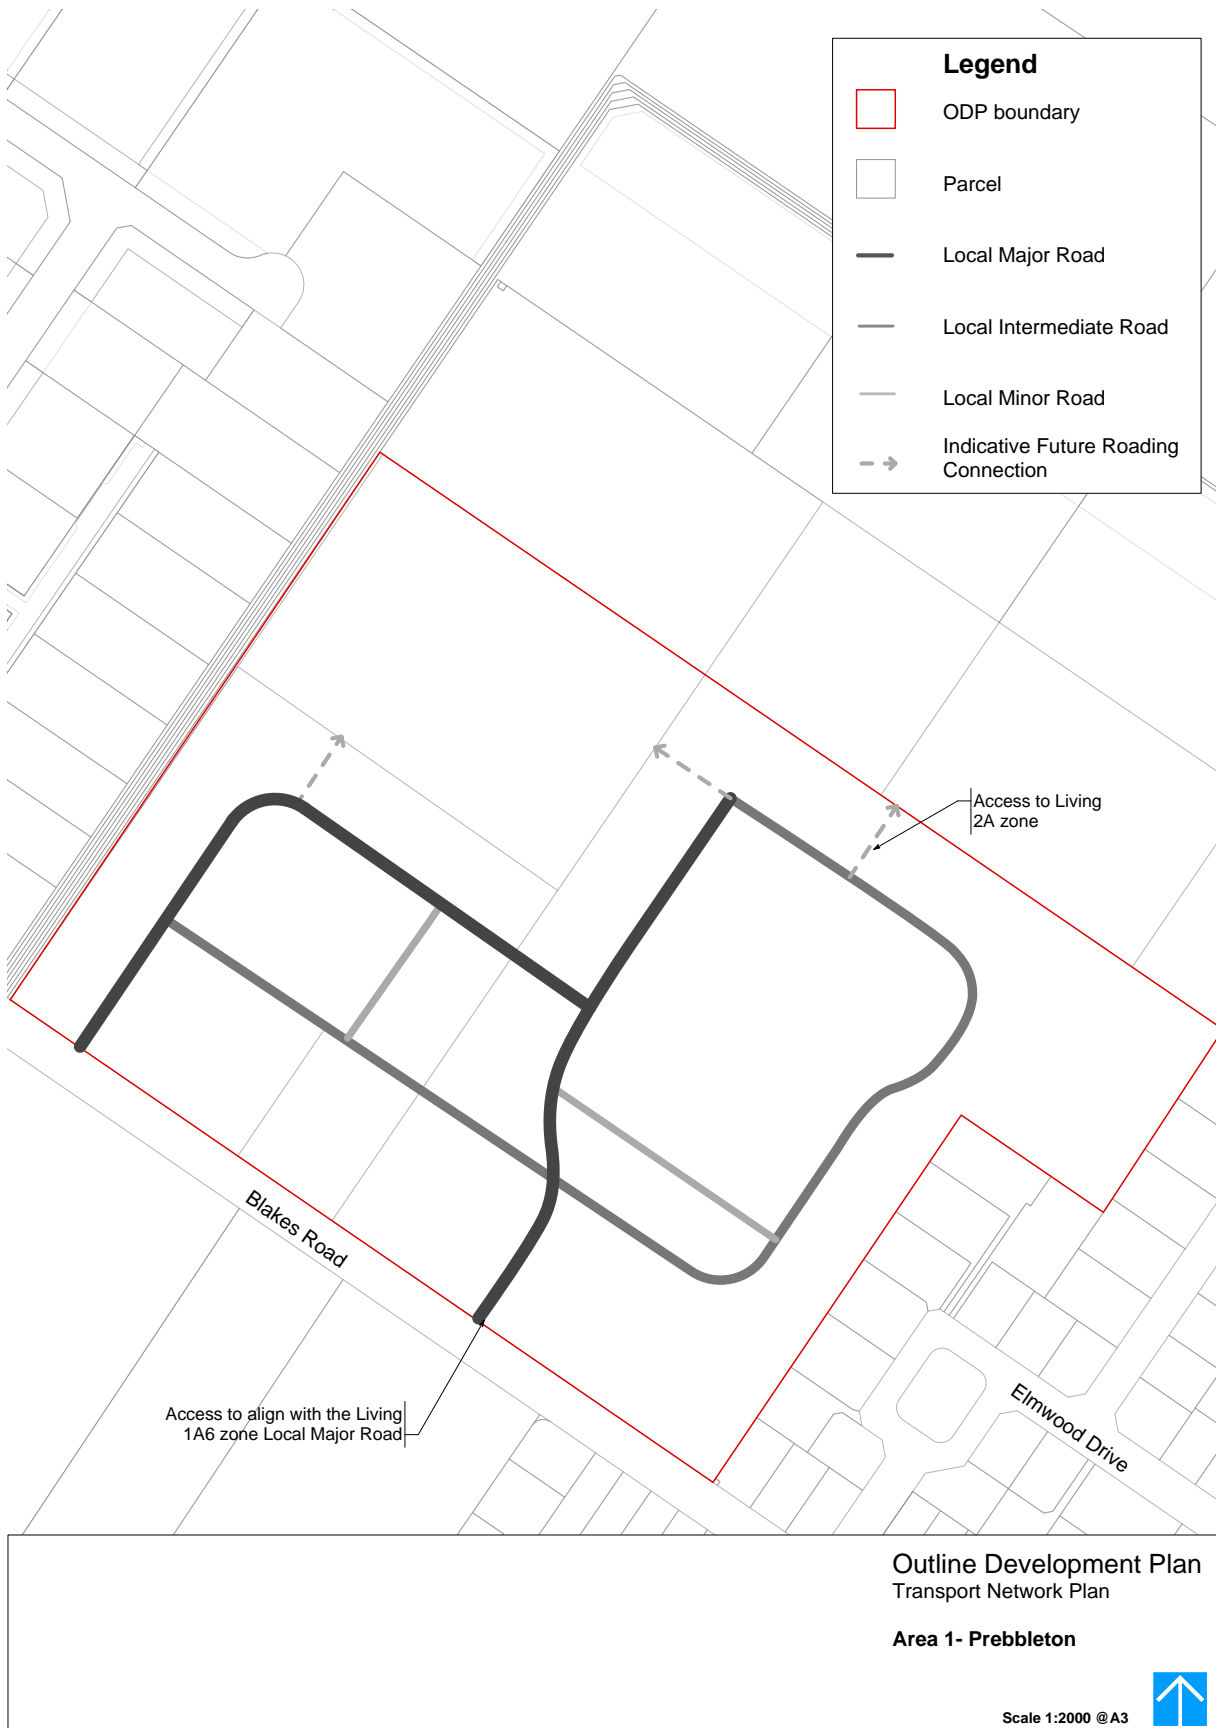 Legend
ODP boundary
Parcel
Local Major Road
Local Intermediate Road
Local Minor Road
Indicative Future Roading
Connection
Access to Living
2A zone
Blakes Road
Access to align with the Living
1A6 zone Local Major Road
Elmwood Drive
Outline Development Plan
Transport Network Plan
Area 1- Prebbleton
Scale 1:2000 @A3